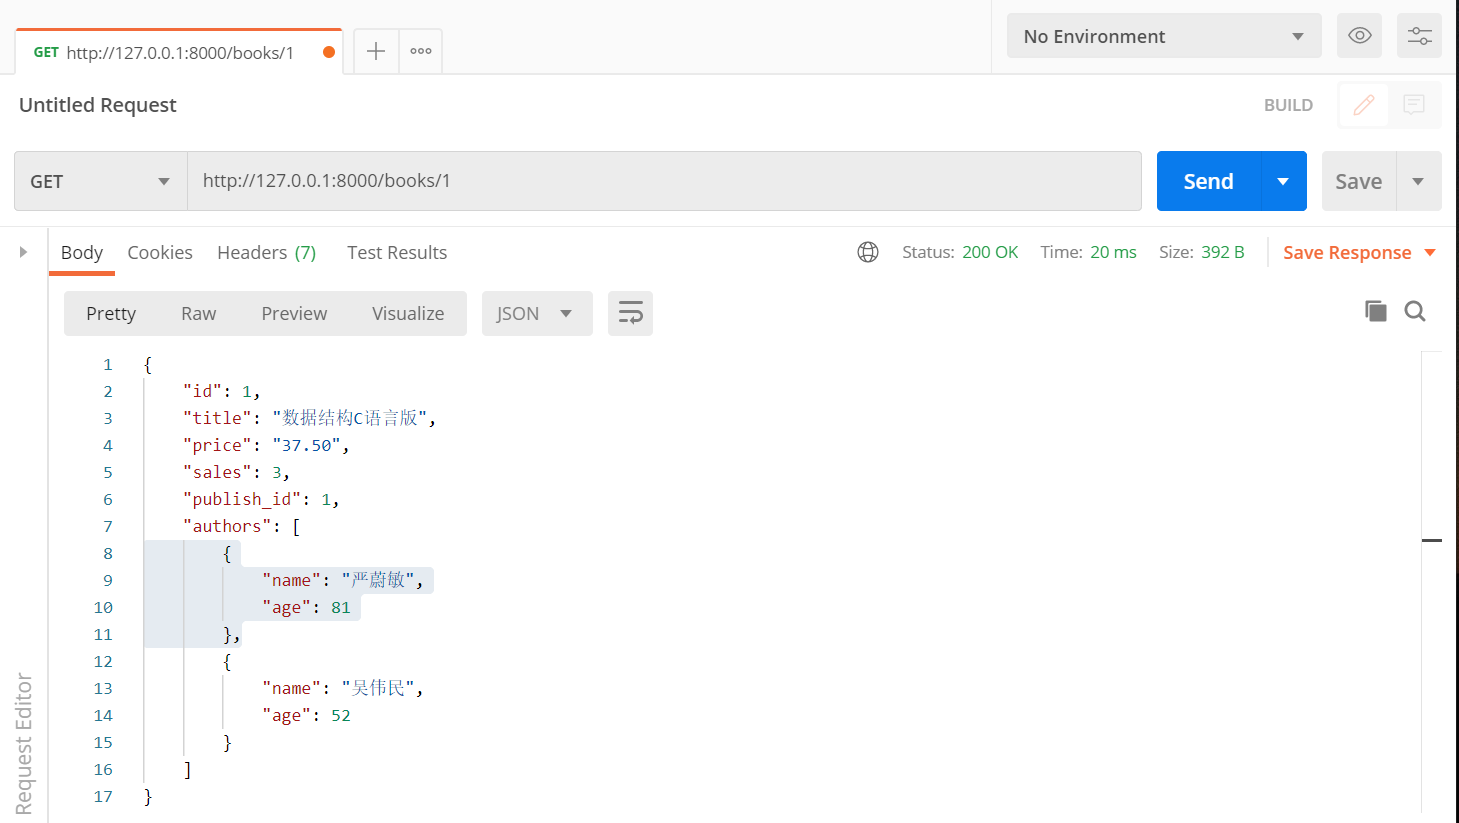 GET http://127.0.0.1:8000/books/1
No Environment
Untitled Request
BUILD
GET
http://127.0.0.1:8000/books/1
Send
Save
Body Cookies Headers (7) Test Results
Status: 200 OK Time: 20 ms Size: 392 B
Save Response
Pretty Raw Preview Visualize JSON
1 {
2 "id": 1,
3 "title": "数据结构C语言版",
4 "price": "37.50",
5 "sales": 3,
6 "publish_id": 1,
7 "authors": [
8 {
9 "name": "严蔚敏",
10 "age": 81
11 },
12 {
13 "name": "吴伟民",
14 "age": 52
15 }
16 ]
17 }
Request Editor